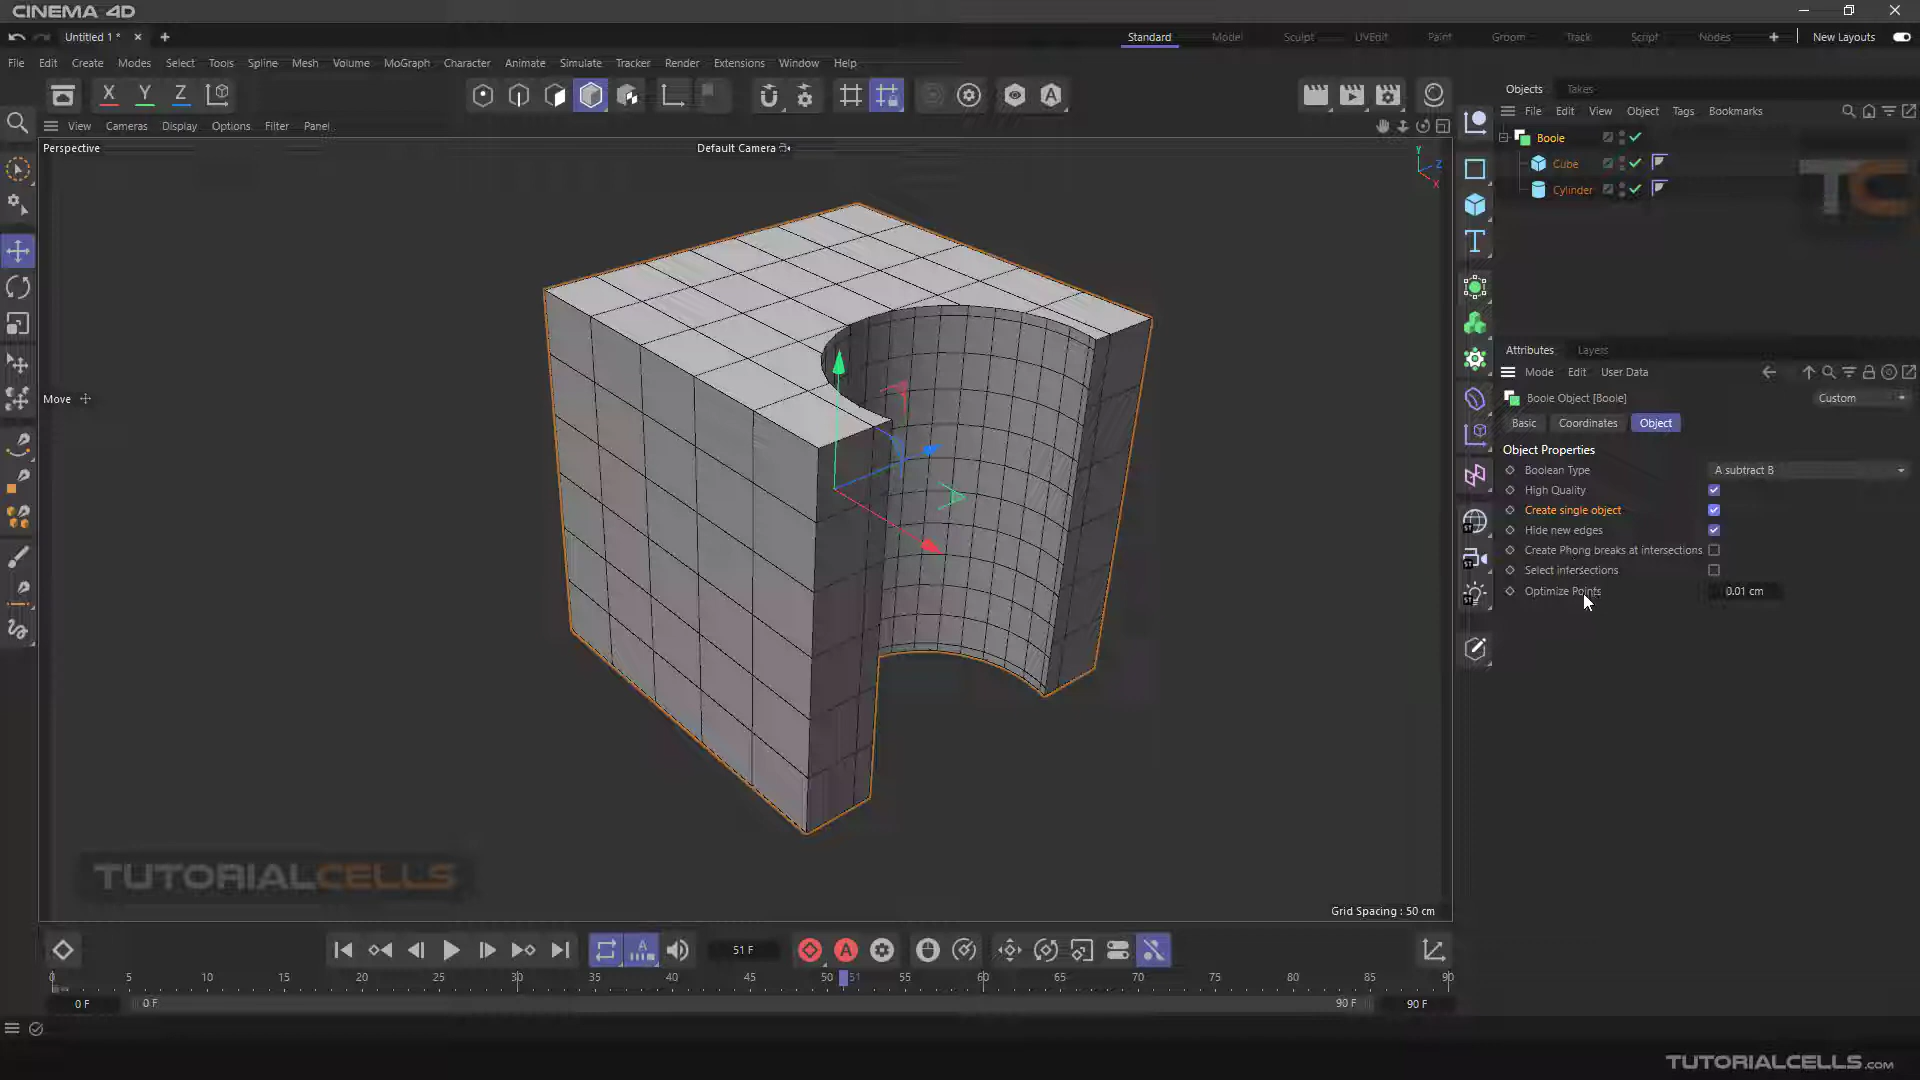 CINEMA 4D
Untitled 1 *
Standard Model Sculpt UVEdit Paint Groom Track Script Nodes New Layouts
File Edit Create Modes Select Tools Spline Mesh Volume MoGraph Character Animate Simulate Tracker Render Extensions Window Help
X Y Z
Objects Takes
File Edit View Object Tags Bookmarks
View Cameras Display Options Filter Panel
Boole
Perspective
Default Camera
Y
Z
X
Cube
Cylinder
TC
Attributes Layers
Mode Edit User Data
Move
Boole Object [Boole]
Custom
Basic Coordinates Object
Object Properties
Boolean Type A subtract B
High Quality
Create single object
Hide new edges
Create Phong breaks at intersections
Select intersections
Optimize Points 0.01 cm
TUTORIALCELLS
Grid Spacing : 50 cm
51 F
0 5 10 15 20 25 30 35 40 45 50 51 55 60 65 70 75 80 85 90
0 F 0 F 90 F 90 F
TUTORIALCELLS.COM